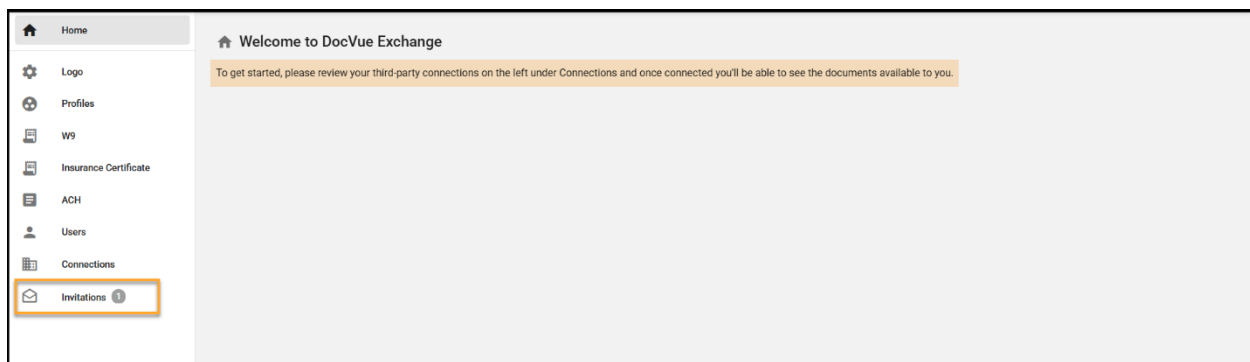 Home
Logo
Profiles
W9
Insurance Certificate
ACH
Users
Connections
Invitations 1
Welcome to DocVue Exchange
To get started, please review your third-party connections on the left under Connections and once connected you'll be able to see the documents available to you.